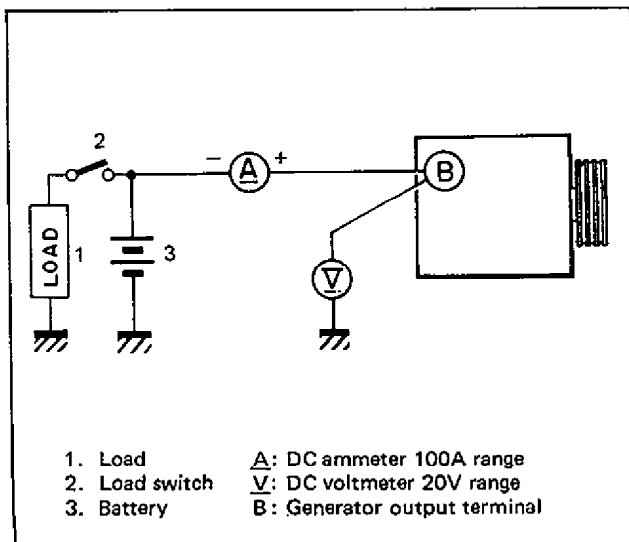 2
− A +
B
LOAD
1
3
V
1. Load A: DC ammeter 100A range
2. Load switch V: DC voltmeter 20V range
3. Battery B: Generator output terminal